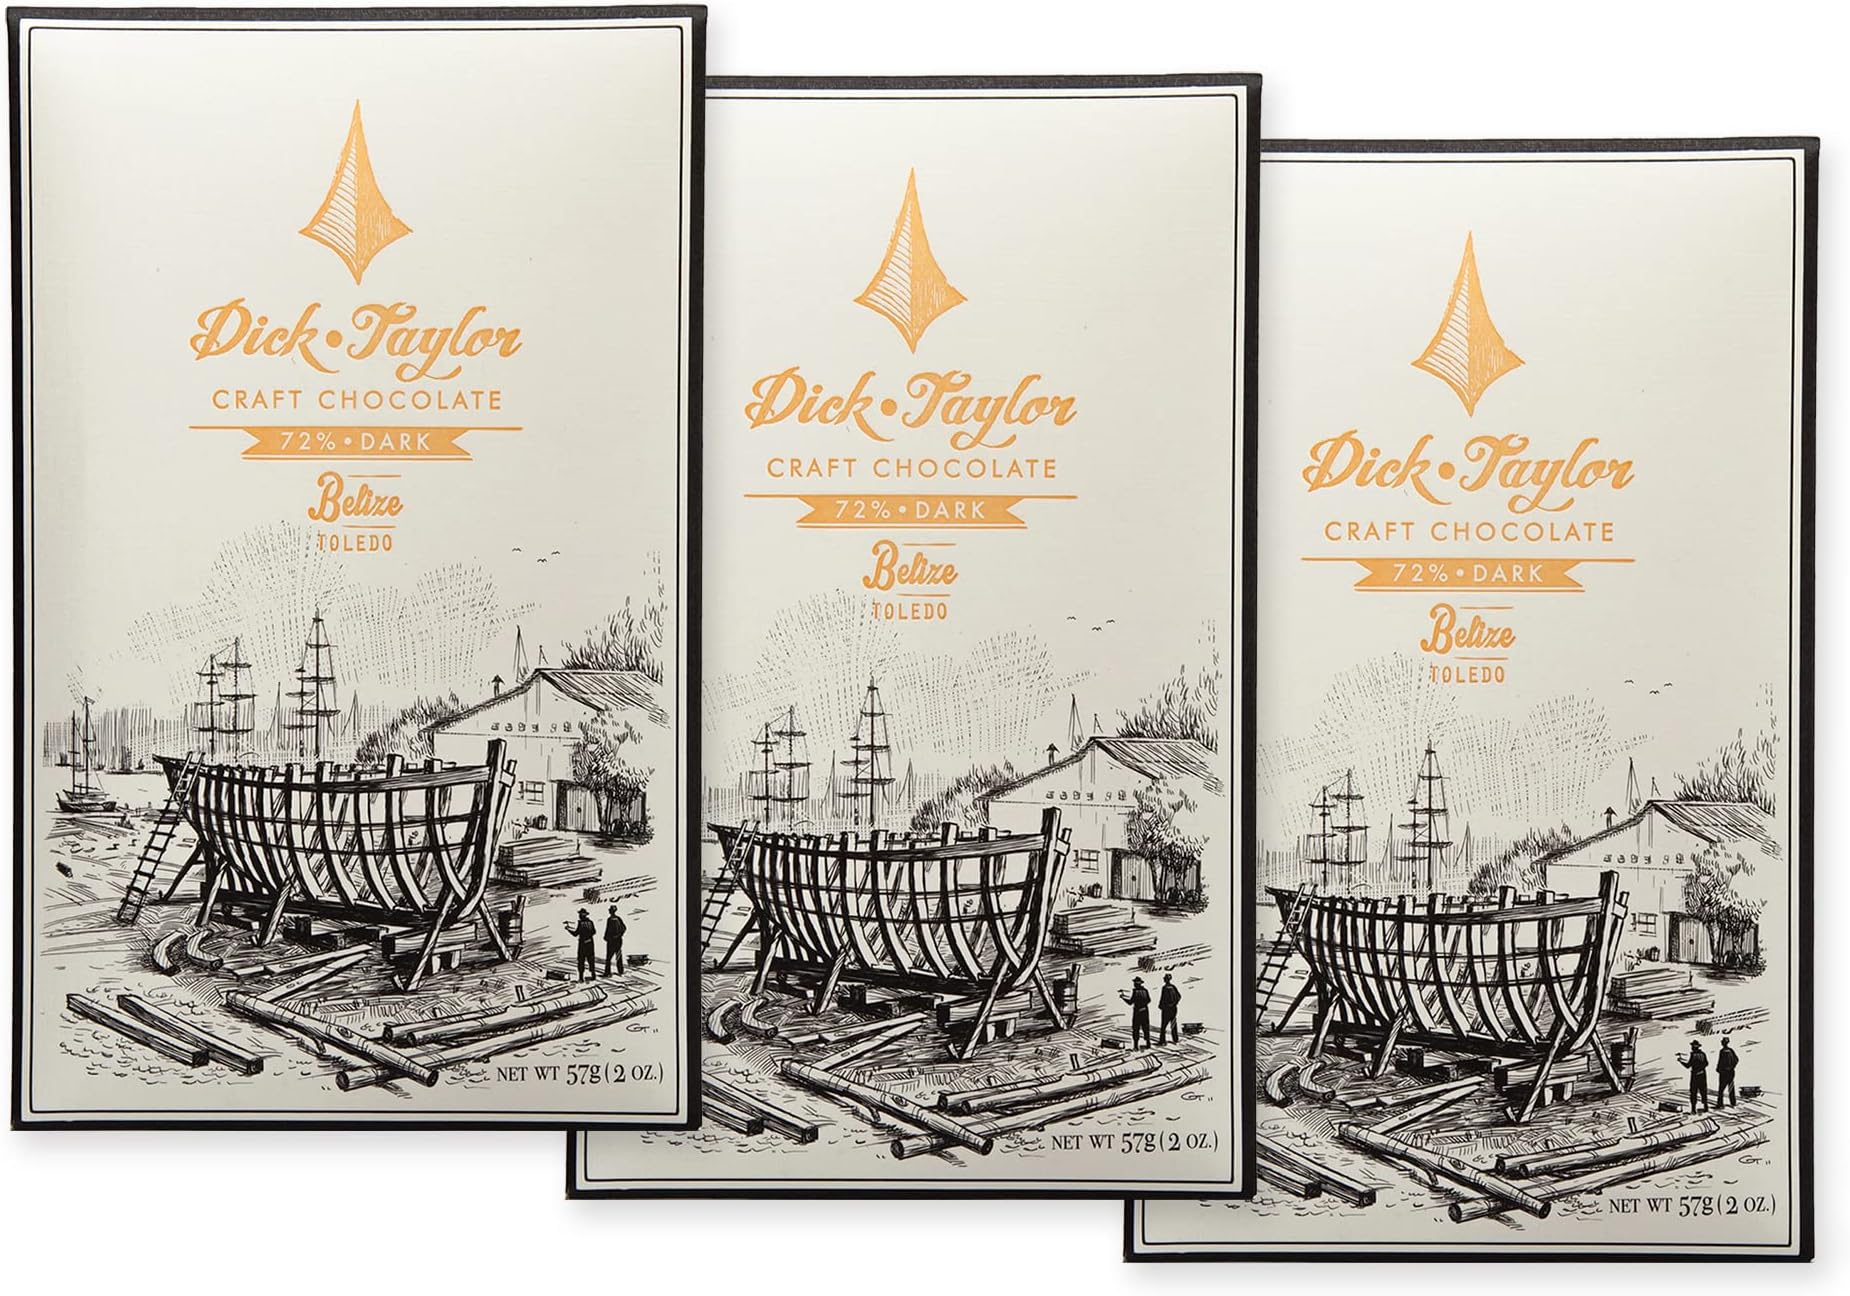 Dick • Taylor
CRAFT CHOCOLATE
72% • DARK
Belize
TOLEDO
NET WT 57g (2 OZ.)
Dick • Taylor
CRAFT CHOCOLATE
72% • DARK
Belize
TOLEDO
NET WT 57g (2 OZ.)
Dick • Taylor
CRAFT CHOCOLATE
72% • DARK
Belize
TOLEDO
NET WT 57g (2 OZ.)